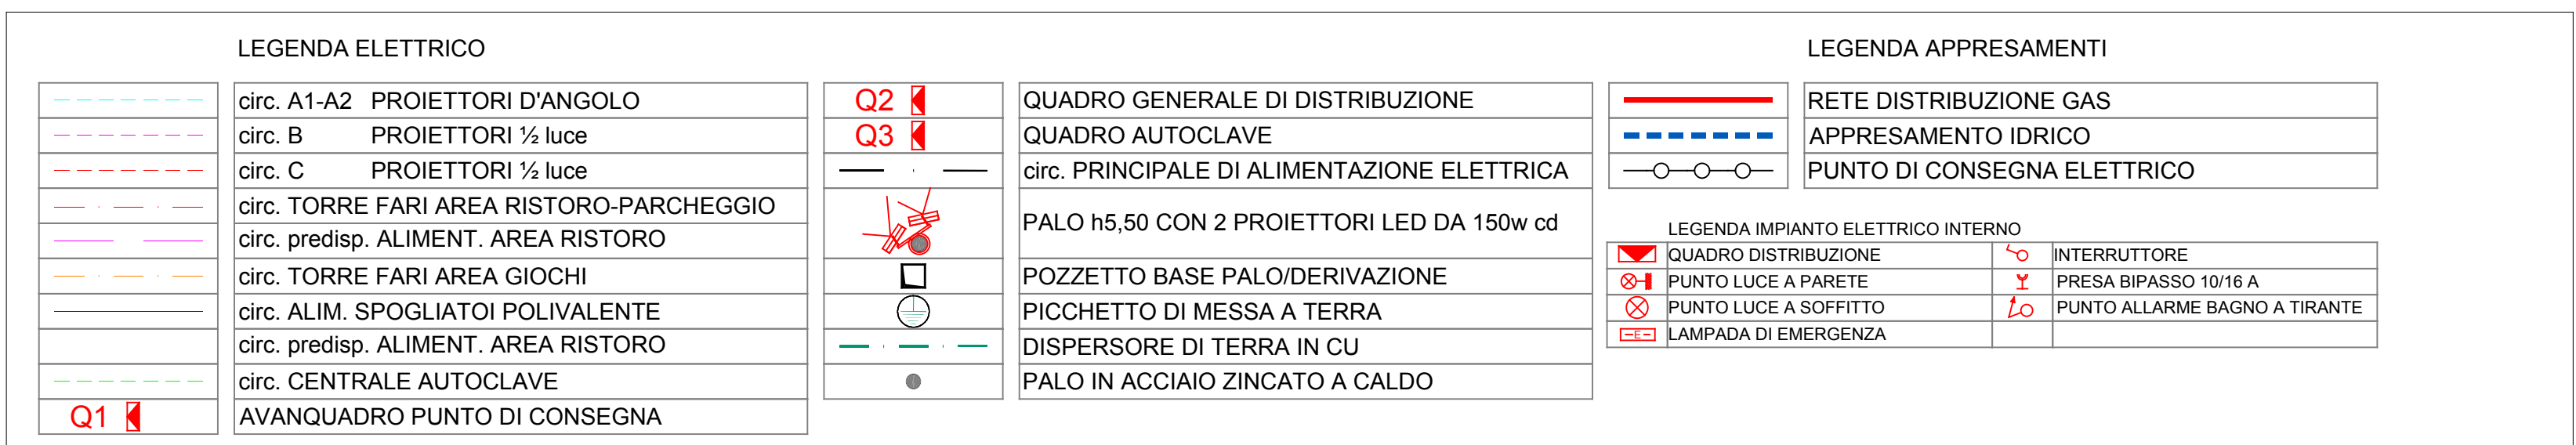 LEGENDA ELETTRICO
circ. A1-A2 PROIETTORI D'ANGOLO
circ. B PROIETTORI ½ luce
circ. C PROIETTORI ½ luce
circ. TORRE FARI AREA RISTORO-PARCHEGGIO
circ. predisp. ALIMENT. AREA RISTORO
circ. TORRE FARI AREA GIOCHI
circ. ALIM. SPOGLIATOI POLIVALENTE
circ. predisp. ALIMENT. AREA RISTORO
circ. CENTRALE AUTOCLAVE
Q1 AVANQUADRO PUNTO DI CONSEGNA
Q2 QUADRO GENERALE DI DISTRIBUZIONE
Q3 QUADRO AUTOCLAVE
circ. PRINCIPALE DI ALIMENTAZIONE ELETTRICA
PALO h5,50 CON 2 PROIETTORI LED DA 150w cd
POZZETTO BASE PALO/DERIVAZIONE
PICCHETTO DI MESSA A TERRA
DISPERSORE DI TERRA IN CU
PALO IN ACCIAIO ZINCATO A CALDO
LEGENDA APPRESAMENTI
RETE DISTRIBUZIONE GAS
APPRESAMENTO IDRICO
PUNTO DI CONSEGNA ELETTRICO
LEGENDA IMPIANTO ELETTRICO INTERNO
QUADRO DISTRIBUZIONE
INTERRUTTORE
PUNTO LUCE A PARETE
PRESA BIPASSO 10/16 A
PUNTO LUCE A SOFFITTO
PUNTO ALLARME BAGNO A TIRANTE
E LAMPADA DI EMERGENZA